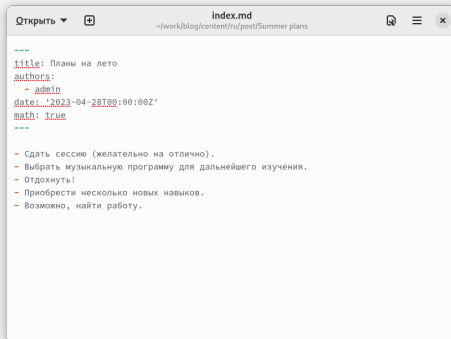 Открыть
index.md
~/work/blog/content/ru/post/Summer plans
---
title: Планы на лето
authors:
  - admin
date: '2023-04-28T00:00:00Z'
math: true
---
- Сдать сессию (желательно на отлично).
- Выбрать музыкальную программу для дальнейшего изучения.
- Отдохнуть!
- Приобрести несколько новых навыков.
- Возможно, найти работу.